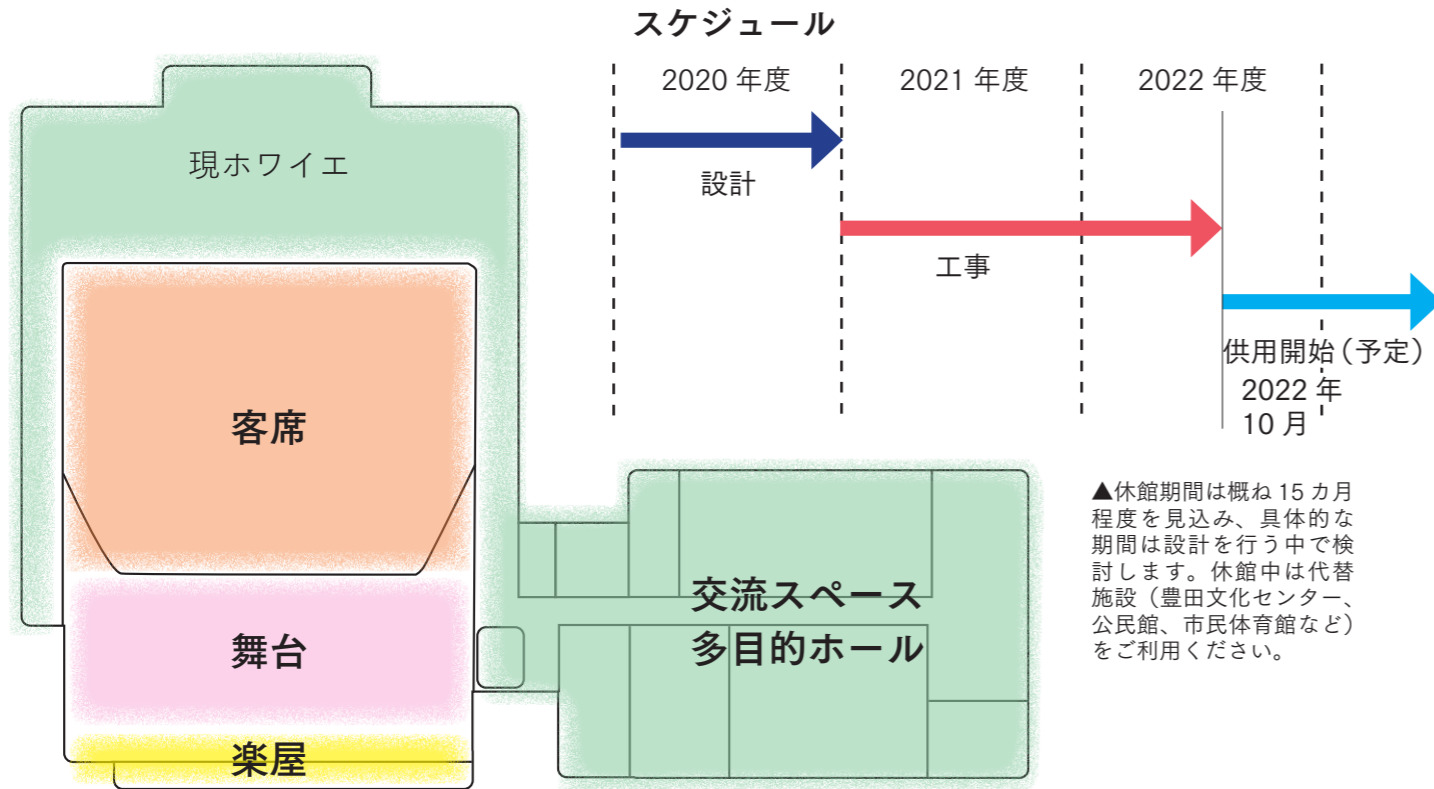 スケジュール
2020 年度
2021 年度
2022 年度
設計
工事
供用開始（予定）
2022 年
10 月
現ホワイエ
客席
舞台
楽屋
交流スペース
多目的ホール
▲休館期間は概ね 15 カ月
程度を見込み、具体的な
期間は設計を行う中で検
討します。休館中は代替
施設（豊田文化センター、
公民館、市民体育館など）
をご利用ください。